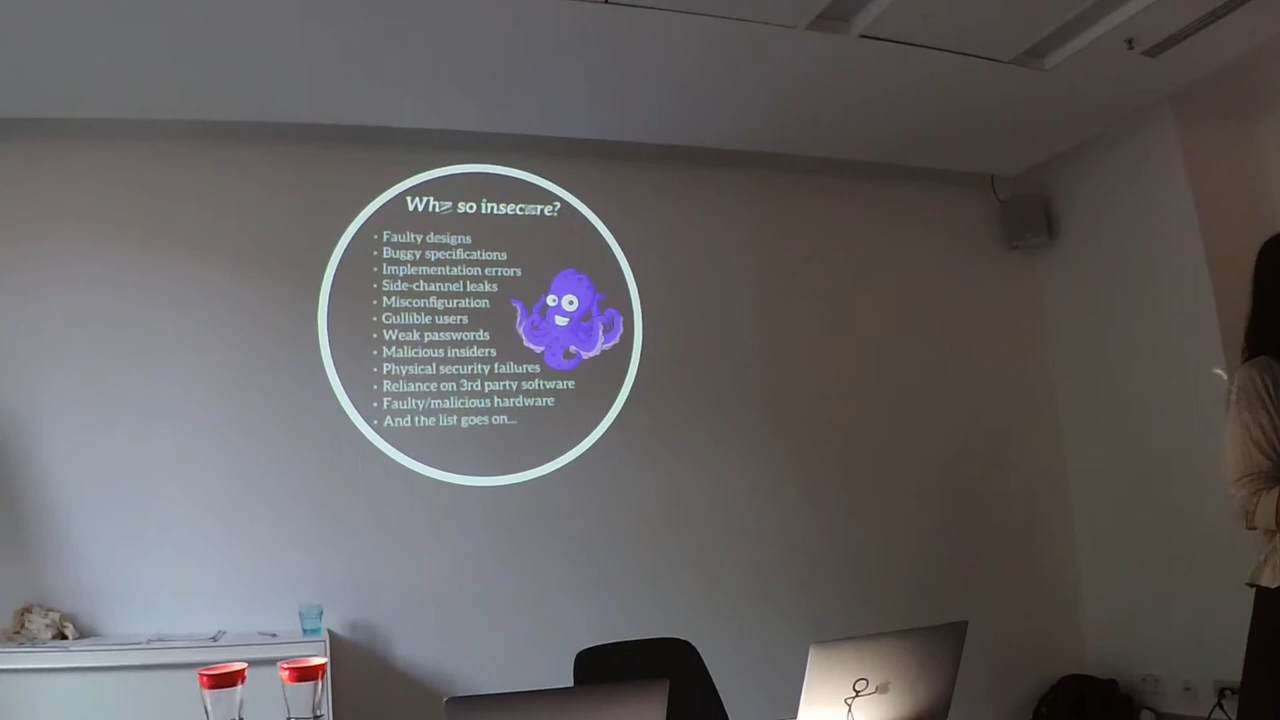 Why so insecure?
• Faulty designs
• Buggy specifications
• Implementation errors
• Side-channel leaks
• Misconfiguration
• Gullible users
• Weak passwords
• Malicious insiders
• Physical security failures
• Reliance on 3rd party software
• Faulty/malicious hardware
• And the list goes on...